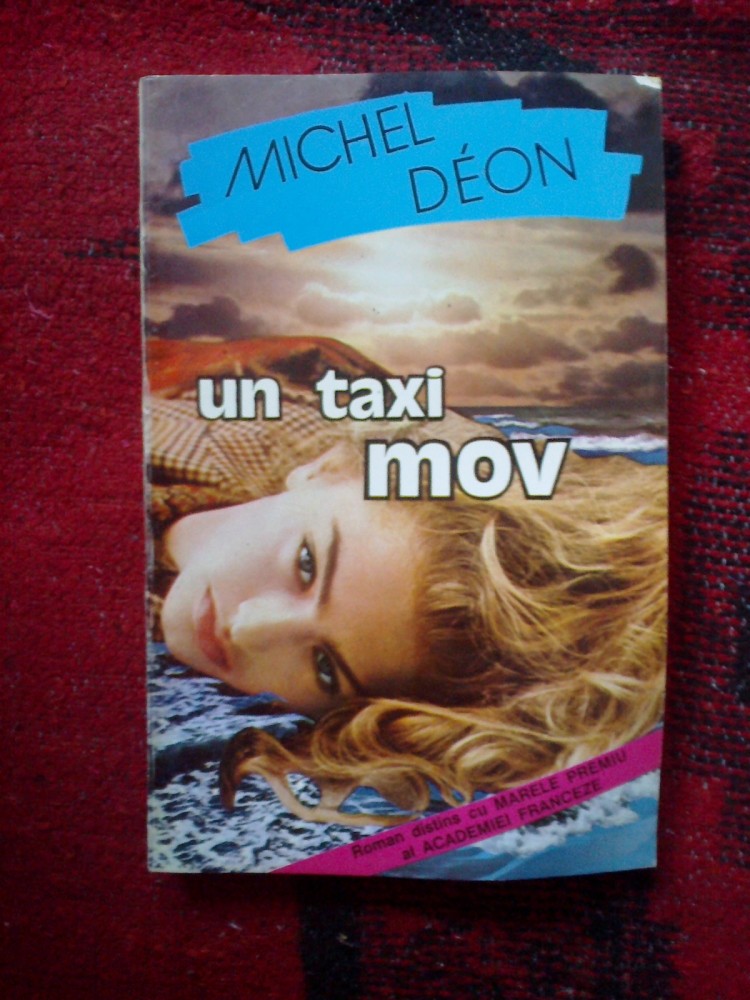 MICHEL
DÉON
un taxi
mov
Roman distins cu MARELE PREMIU
al ACADEMIEI FRANCEZE